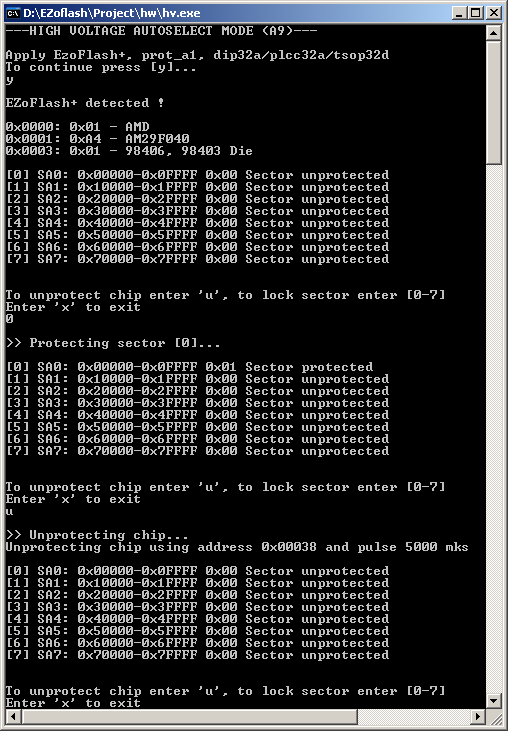 D:\EZoflash\Project\hw\hv.exe
---HIGH VOLTAGE AUTOSELECT MODE (A9)---
Apply EzoFlash+, prot_a1, dip32a/plcc32a/tsop32d
To continue press [y]...
y
EZoFlash+ detected !
0x0000: 0x01 - AMD
0x0001: 0xA4 - AM29F040
0x0003: 0x01 - 98406, 98403 Die
[0] SA0: 0x00000-0x0FFFF 0x00 Sector unprotected
[1] SA1: 0x10000-0x1FFFF 0x00 Sector unprotected
[2] SA2: 0x20000-0x2FFFF 0x00 Sector unprotected
[3] SA3: 0x30000-0x3FFFF 0x00 Sector unprotected
[4] SA4: 0x40000-0x4FFFF 0x00 Sector unprotected
[5] SA5: 0x50000-0x5FFFF 0x00 Sector unprotected
[6] SA6: 0x60000-0x6FFFF 0x00 Sector unprotected
[7] SA7: 0x70000-0x7FFFF 0x00 Sector unprotected
To unprotect chip enter 'u', to lock sector enter [0-7]
Enter 'x' to exit
0
>> Protecting sector [0]...
[0] SA0: 0x00000-0x0FFFF 0x01 Sector protected
[1] SA1: 0x10000-0x1FFFF 0x00 Sector unprotected
[2] SA2: 0x20000-0x2FFFF 0x00 Sector unprotected
[3] SA3: 0x30000-0x3FFFF 0x00 Sector unprotected
[4] SA4: 0x40000-0x4FFFF 0x00 Sector unprotected
[5] SA5: 0x50000-0x5FFFF 0x00 Sector unprotected
[6] SA6: 0x60000-0x6FFFF 0x00 Sector unprotected
[7] SA7: 0x70000-0x7FFFF 0x00 Sector unprotected
To unprotect chip enter 'u', to lock sector enter [0-7]
Enter 'x' to exit
u
>> Unprotecting chip...
Unprotecting chip using address 0x00038 and pulse 5000 mks
[0] SA0: 0x00000-0x0FFFF 0x00 Sector unprotected
[1] SA1: 0x10000-0x1FFFF 0x00 Sector unprotected
[2] SA2: 0x20000-0x2FFFF 0x00 Sector unprotected
[3] SA3: 0x30000-0x3FFFF 0x00 Sector unprotected
[4] SA4: 0x40000-0x4FFFF 0x00 Sector unprotected
[5] SA5: 0x50000-0x5FFFF 0x00 Sector unprotected
[6] SA6: 0x60000-0x6FFFF 0x00 Sector unprotected
[7] SA7: 0x70000-0x7FFFF 0x00 Sector unprotected
To unprotect chip enter 'u', to lock sector enter [0-7]
Enter 'x' to exit